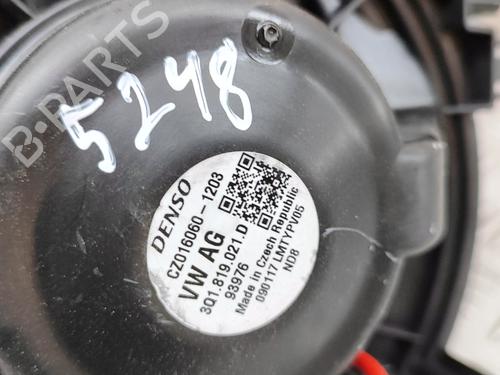 B-PARTS
5248
DENSO
CZ016060-1203
VW AG
3Q1.819.021.D
93976
Made in Czech Republic
090117 LMTYPV05
ND8